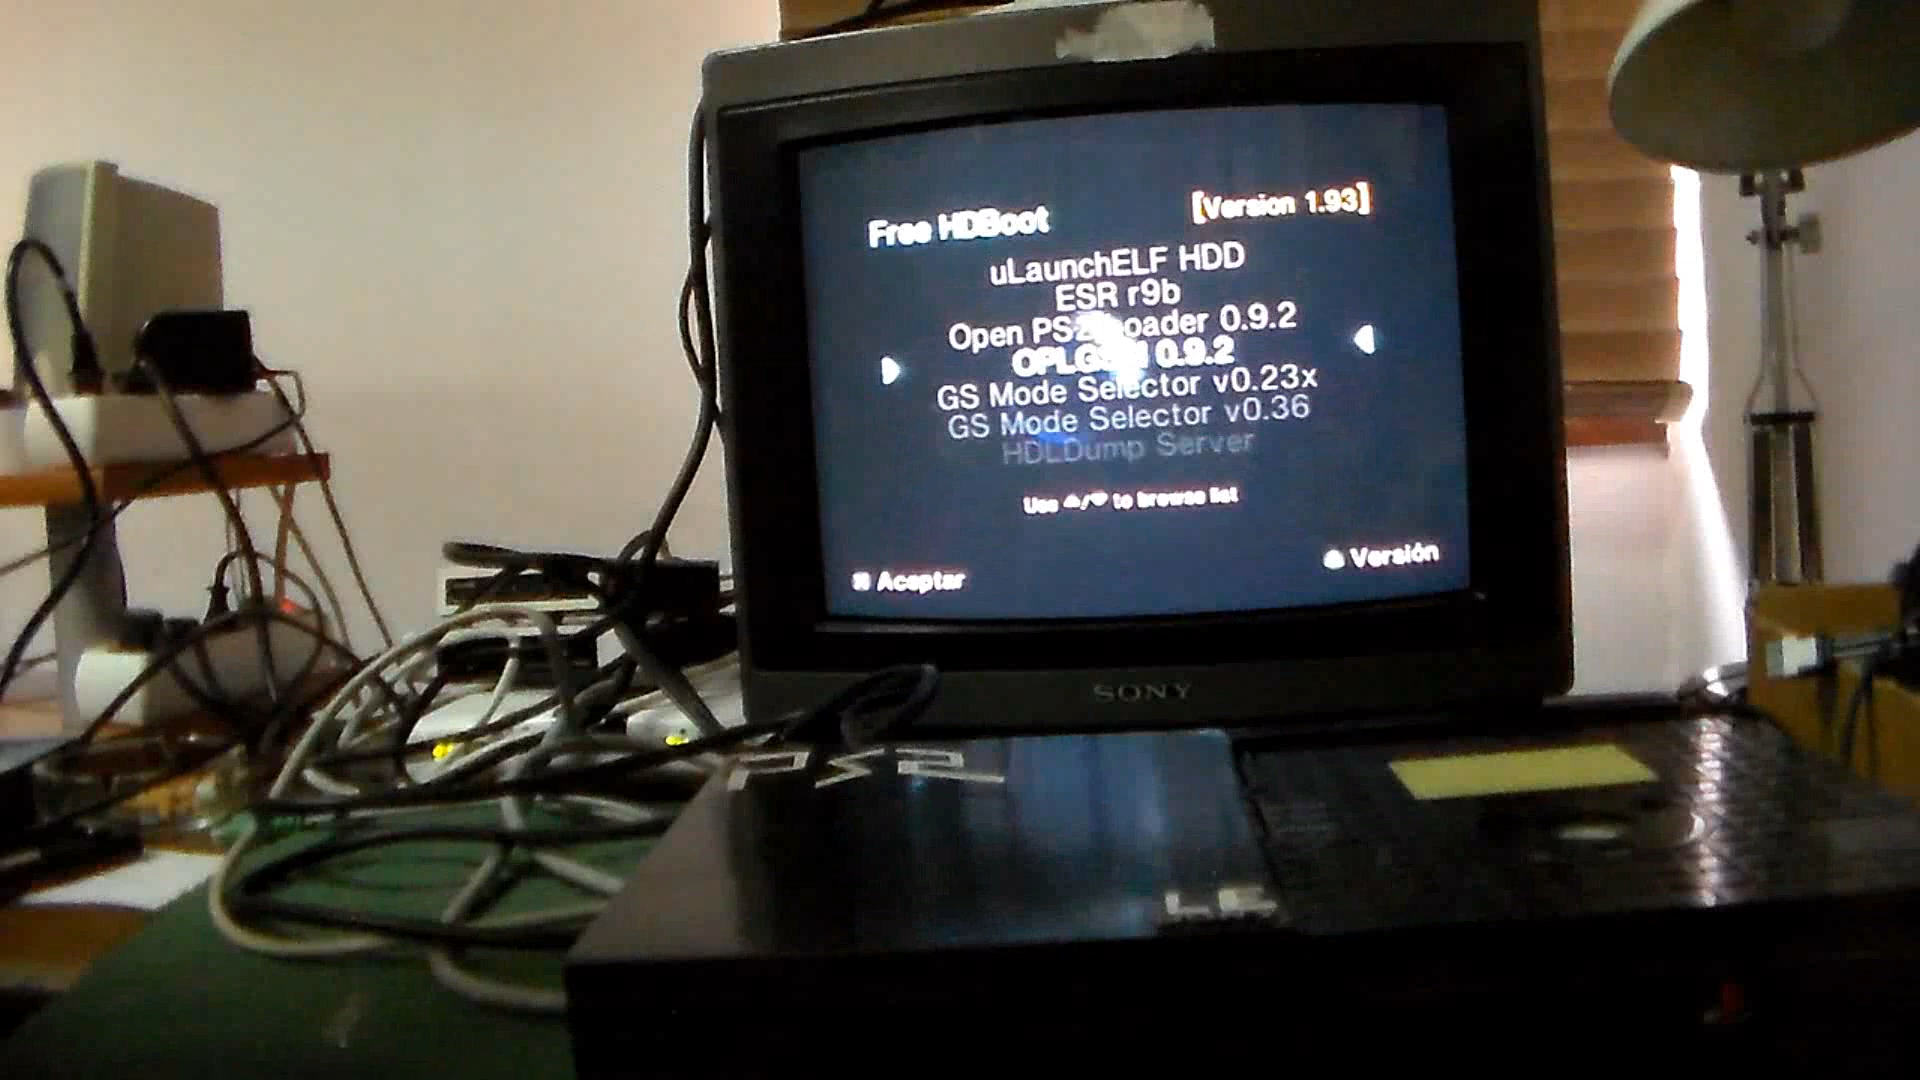 Free HDBoot [Version 1.93]
uLaunchELF HDD
ESR r9b
Open PS2 Loader 0.9.2
0.9.2
GS Mode Selector v0.23x
GS Mode Selector v0.36
HDLDump Server
Use / to browse list
Aceptar
Versión
SONY
PS2